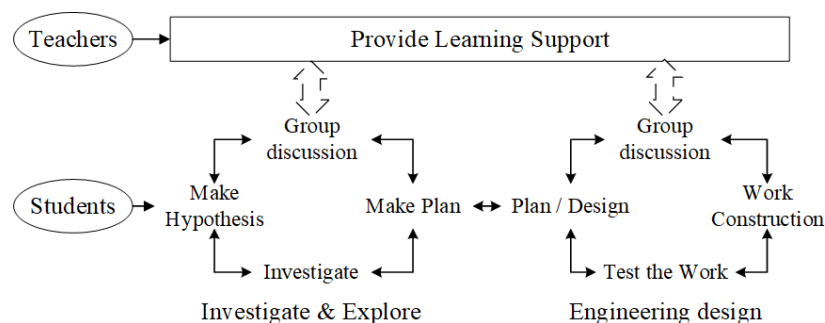 Teachers
Provide Learning Support
Group
discussion
Group
discussion
Students
Make
Hypothesis
Make Plan
Plan / Design
Work
Construction
Investigate
Test the Work
Investigate & Explore
Engineering design